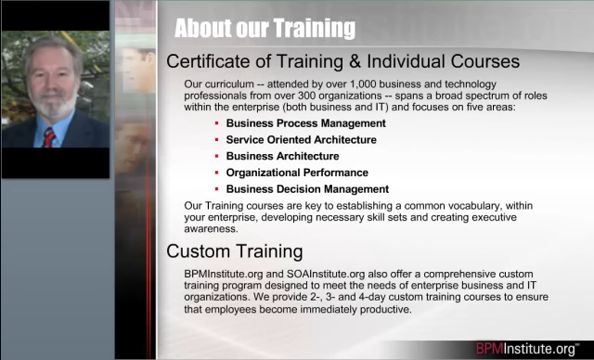 About our Training
Certificate of Training & Individual Courses
Our curriculum -- attended by over 1,000 business and technology
professionals from over 300 organizations -- spans a broad spectrum of roles
within the enterprise (both business and IT) and focuses on five areas:
Business Process Management
Service Oriented Architecture
Business Architecture
Organizational Performance
Business Decision Management
Our Training courses are key to establishing a common vocabulary, within
your enterprise, developing necessary skill sets and creating executive
awareness.
Custom Training
BPMInstitute.org and SOAInstitute.org also offer a comprehensive custom
training program designed to meet the needs of enterprise business and IT
organizations. We provide 2-, 3- and 4-day custom training courses to ensure
that employees become immediately productive.
BPMInstitute.org™